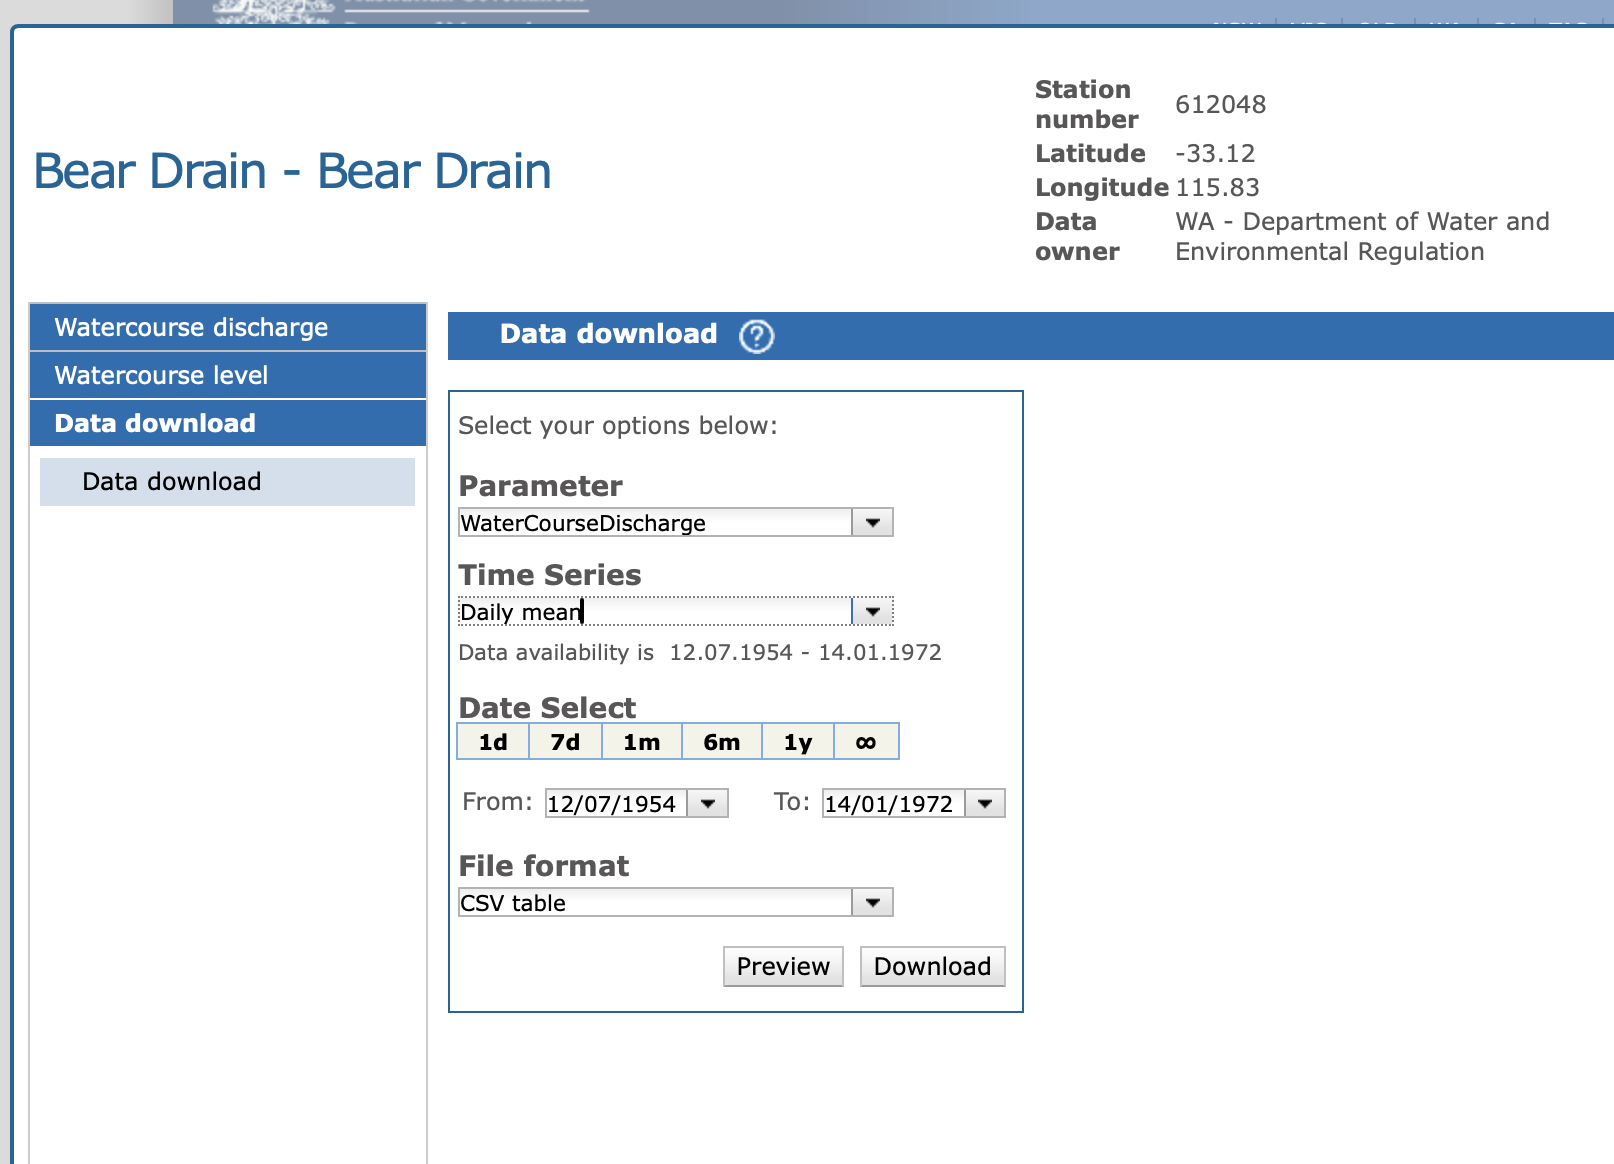 Station number 612048
Latitude -33.12
Longitude 115.83
Data owner WA - Department of Water and Environmental Regulation
Bear Drain - Bear Drain
Watercourse discharge
Watercourse level
Data download
Data download
Data download ?
Select your options below:
Parameter
WaterCourseDischarge
Time Series
Daily mean
Data availability is 12.07.1954 - 14.01.1972
Date Select
1d 7d 1m 6m 1y ∞
From: 12/07/1954 To: 14/01/1972
File format
CSV table
Preview Download